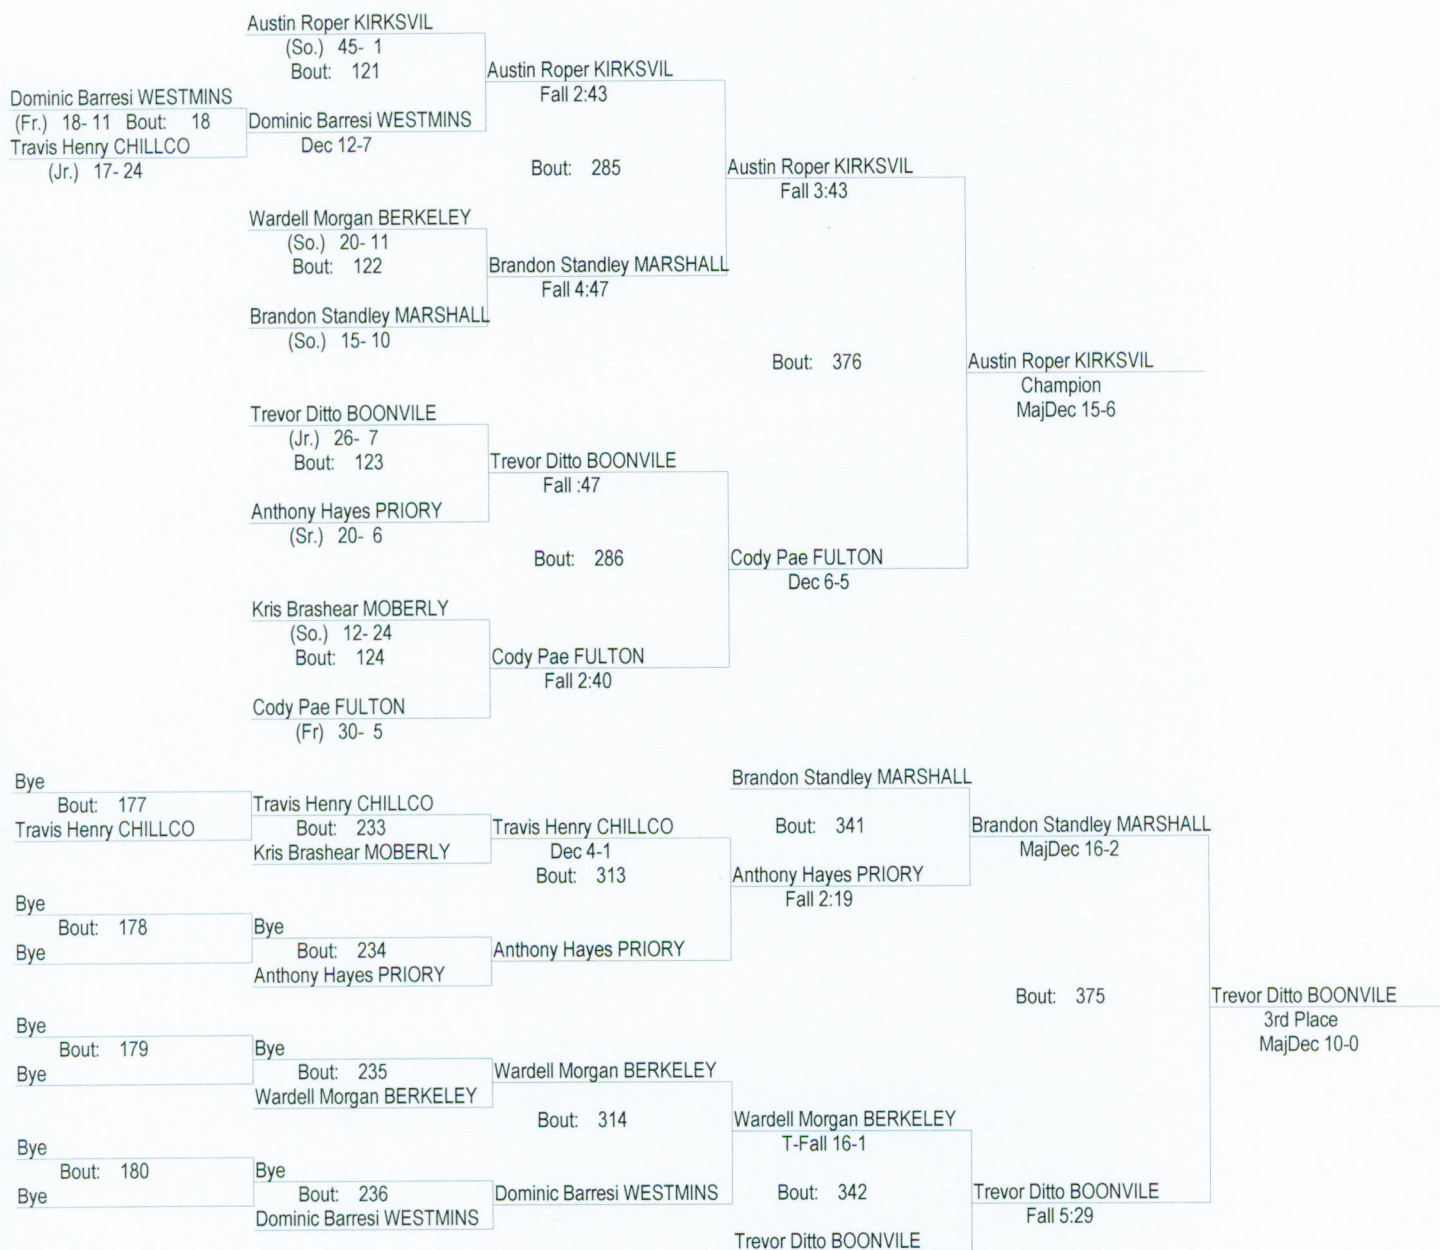 Austin Roper KIRKSVIL
(So.) 45- 1
Bout: 121
Dominic Barresi WESTMINS
(Fr.) 18- 11 Bout: 18
Travis Henry CHILLCO
(Jr.) 17- 24
Dominic Barresi WESTMINS
Dec 12-7
Austin Roper KIRKSVIL
Fall 2:43
Bout: 285
Wardell Morgan BERKELEY
(So.) 20- 11
Bout: 122
Brandon Standley MARSHALL
(So.) 15- 10
Brandon Standley MARSHALL
Fall 4:47
Austin Roper KIRKSVIL
Fall 3:43
Bout: 376
Austin Roper KIRKSVIL
Champion
MajDec 15-6
Trevor Ditto BOONVILE
(Jr.) 26- 7
Bout: 123
Anthony Hayes PRIORY
(Sr.) 20- 6
Trevor Ditto BOONVILE
Fall :47
Bout: 286
Kris Brashear MOBERLY
(So.) 12- 24
Bout: 124
Cody Pae FULTON
(Fr) 30- 5
Cody Pae FULTON
Fall 2:40
Cody Pae FULTON
Dec 6-5
Bye
Bout: 177
Travis Henry CHILLCO
Travis Henry CHILLCO
Bout: 233
Kris Brashear MOBERLY
Travis Henry CHILLCO
Dec 4-1
Bout: 313
Bye
Bout: 178
Bye
Bye
Bout: 234
Anthony Hayes PRIORY
Anthony Hayes PRIORY
Brandon Standley MARSHALL
Bout: 341
Anthony Hayes PRIORY
Fall 2:19
Brandon Standley MARSHALL
MajDec 16-2
Bout: 375
Trevor Ditto BOONVILE
3rd Place
MajDec 10-0
Bye
Bout: 179
Bye
Bye
Bout: 235
Wardell Morgan BERKELEY
Wardell Morgan BERKELEY
Bout: 314
Bye
Bout: 180
Bye
Bye
Bout: 236
Dominic Barresi WESTMINS
Dominic Barresi WESTMINS
Wardell Morgan BERKELEY
T-Fall 16-1
Bout: 342
Trevor Ditto BOONVILE
Trevor Ditto BOONVILE
Fall 5:29